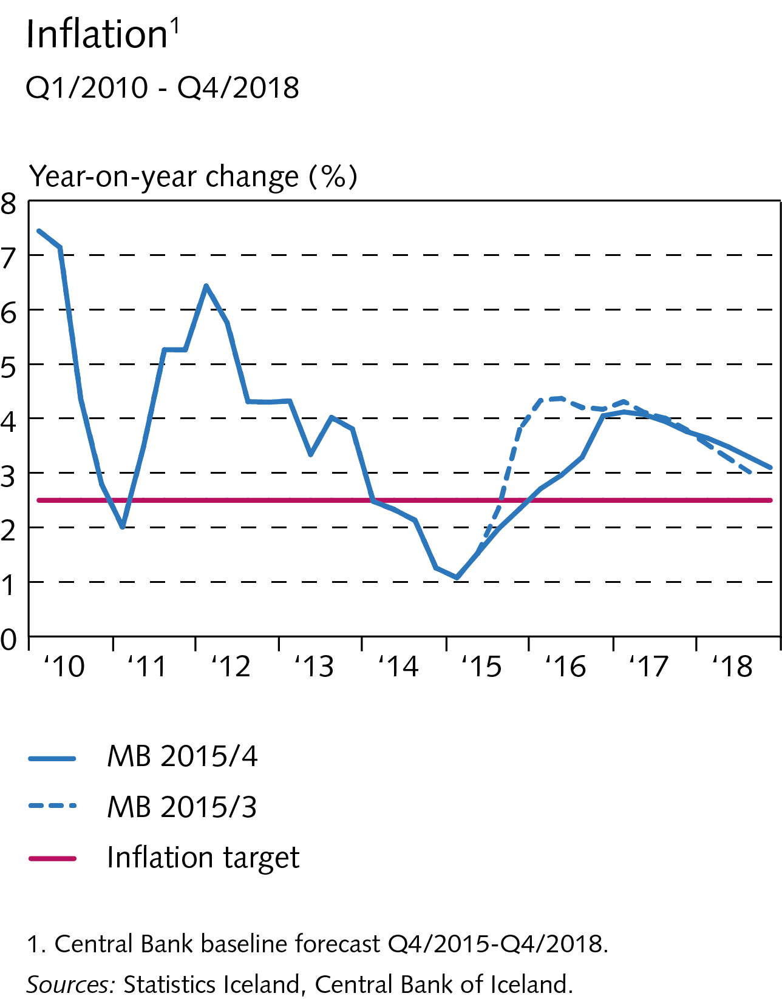 Inflation¹
Q1/2010 - Q4/2018
Year-on-year change (%)
8
7
6
5
4
3
2
1
0
‘10 ‘11 ‘12 ‘13 ‘14 ‘15 ‘16 ‘17 ‘18
MB 2015/4
MB 2015/3
Inflation target
1. Central Bank baseline forecast Q4/2015-Q4/2018.
Sources: Statistics Iceland, Central Bank of Iceland.